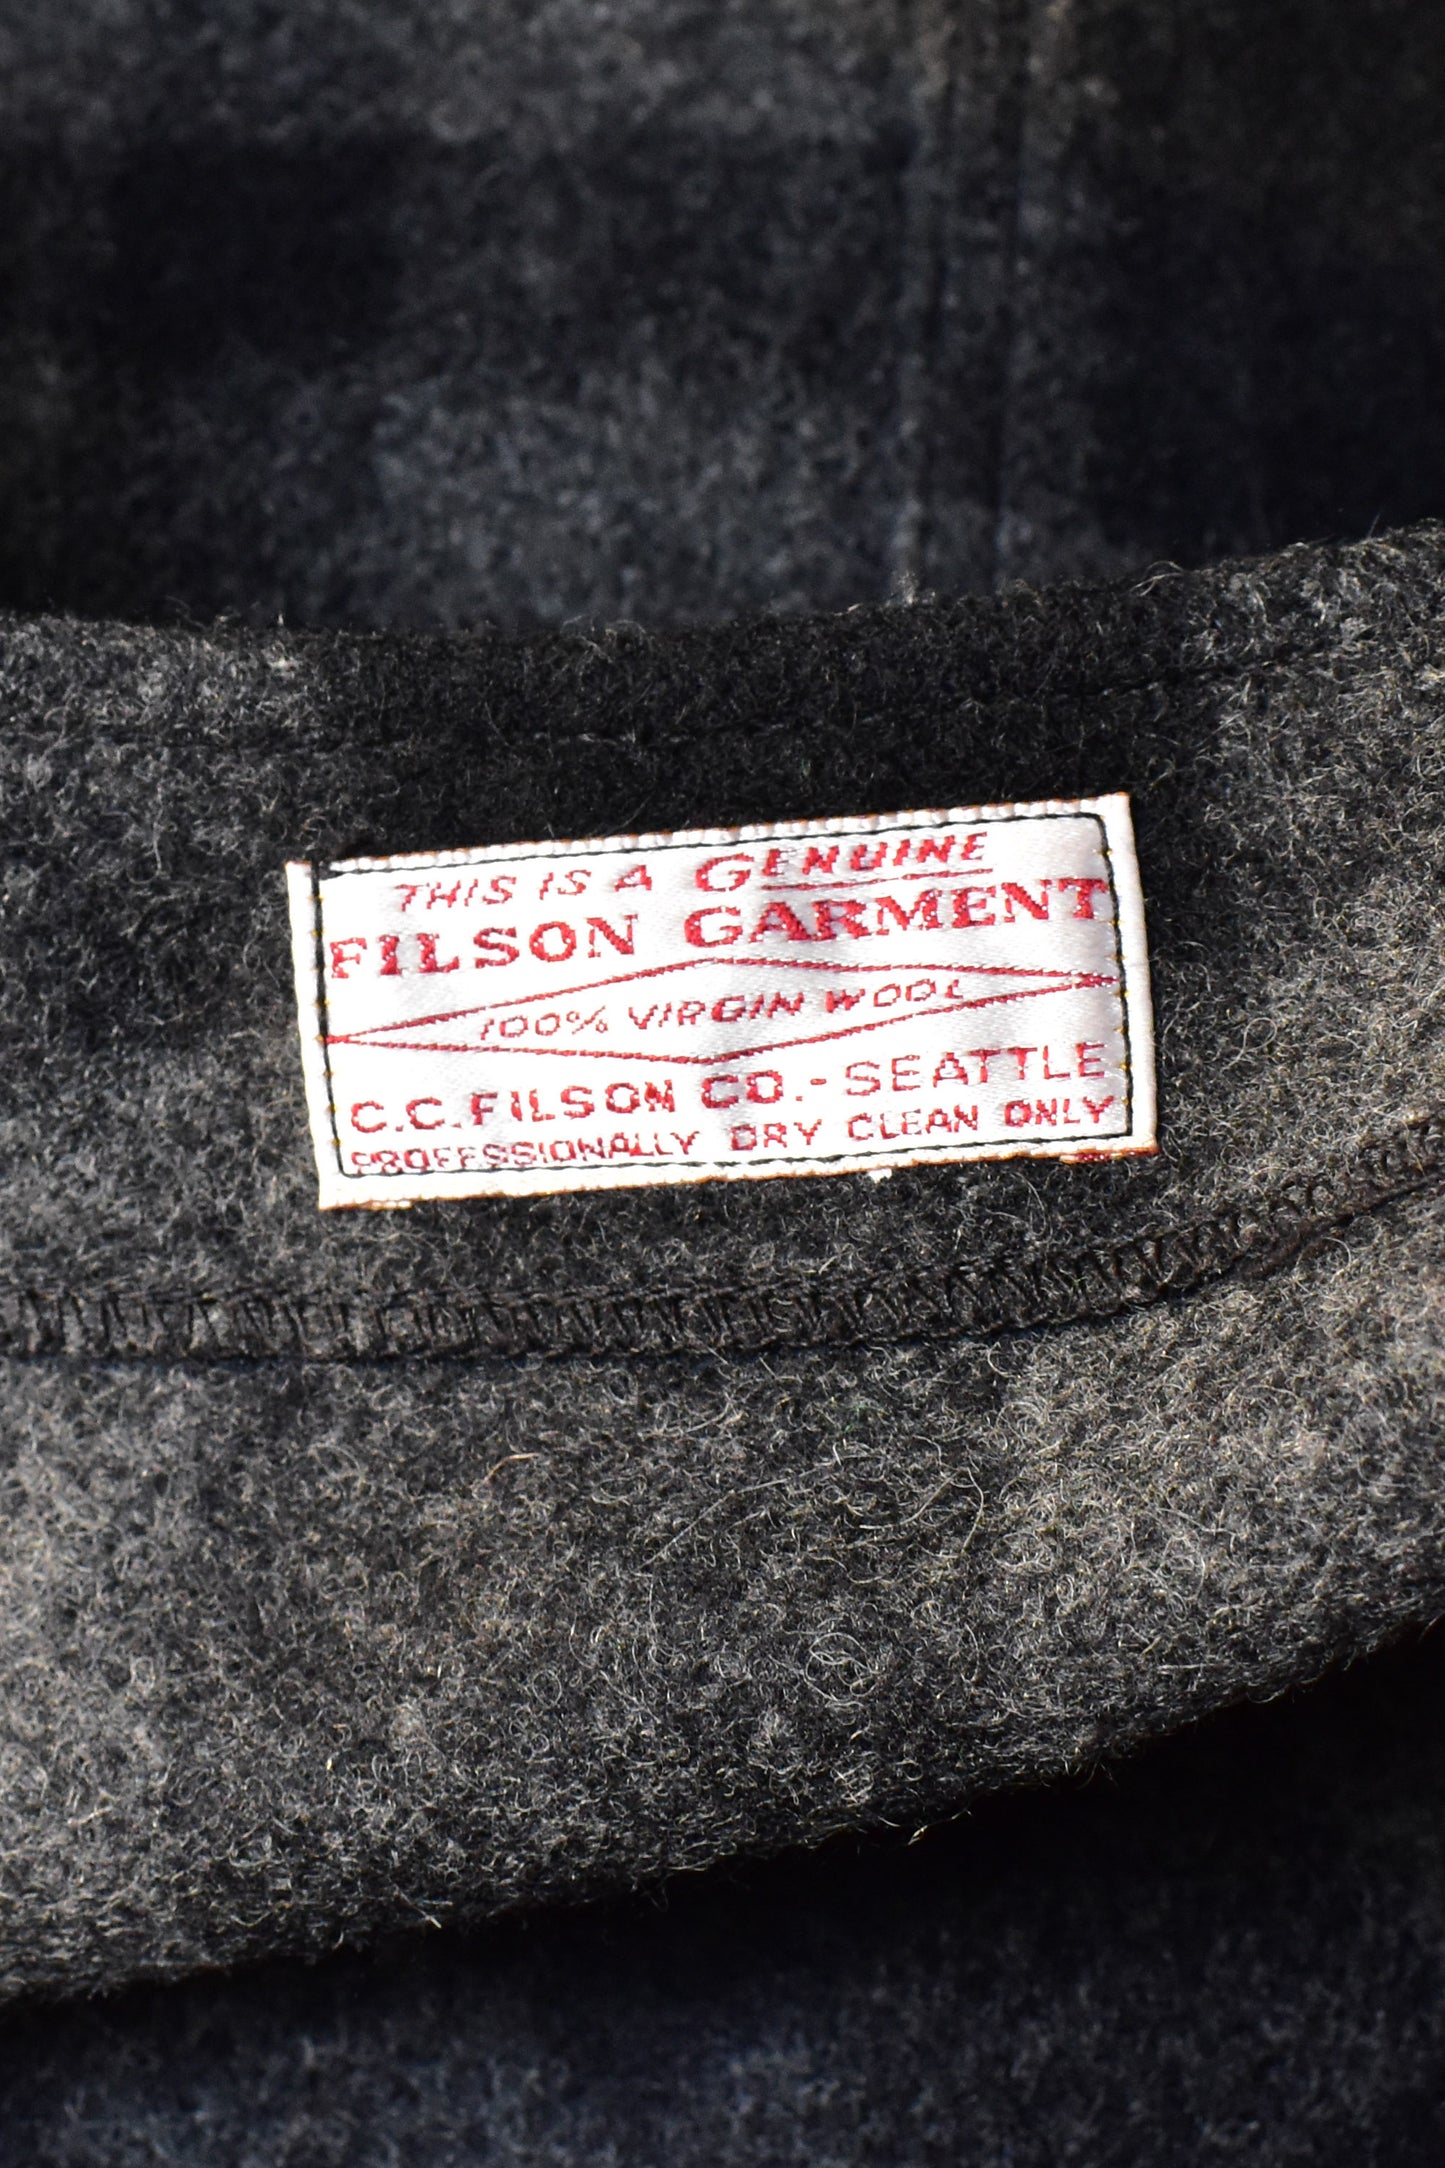 THIS IS A GENUINE
FILSON GARMENT
100% VIRGIN WOOL
C.C. FILSON CO. - SEATTLE
PROFESSIONALLY DRY CLEAN ONLY